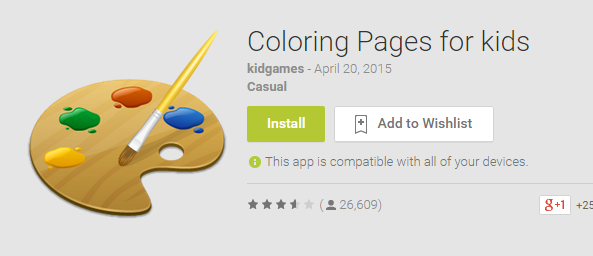 Coloring Pages for kids
kidgames - April 20, 2015
Casual
Install
Add to Wishlist
This app is compatible with all of your devices.
(26,609)
g+1 +25